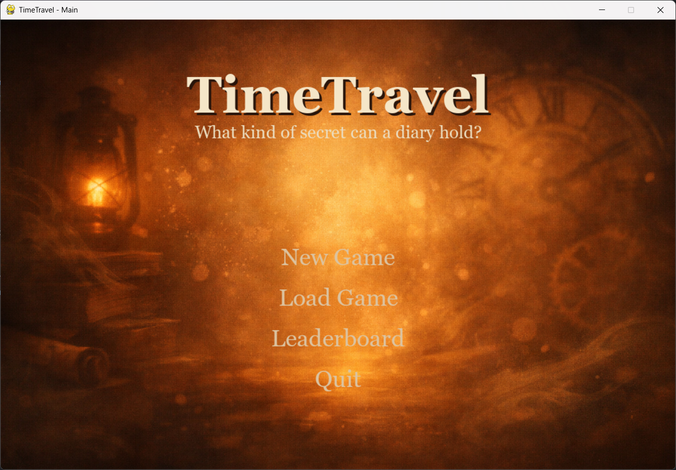 TimeTravel - Main
TimeTravel
What kind of secret can a diary hold?
New Game
Load Game
Leaderboard
Quit